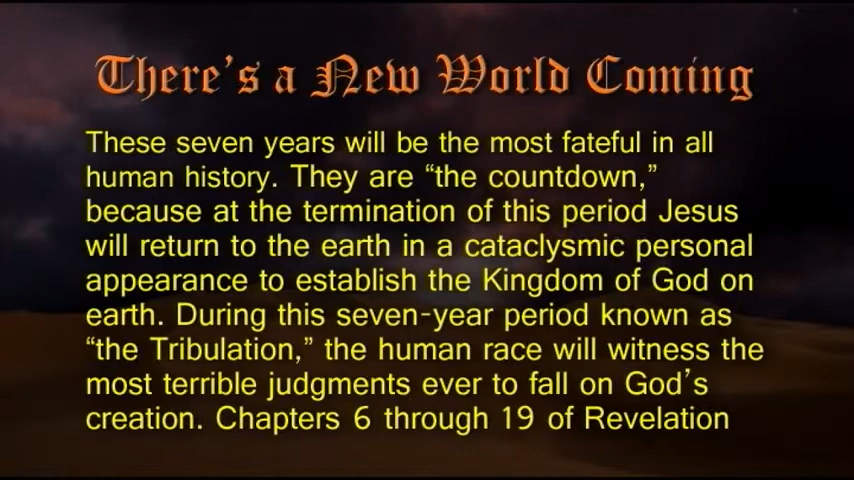 There's a New World Coming
These seven years will be the most fateful in all
human history. They are “the countdown,”
because at the termination of this period Jesus
will return to the earth in a cataclysmic personal
appearance to establish the Kingdom of God on
earth. During this seven-year period known as
“the Tribulation,” the human race will witness the
most terrible judgments ever to fall on God’s
creation. Chapters 6 through 19 of Revelation